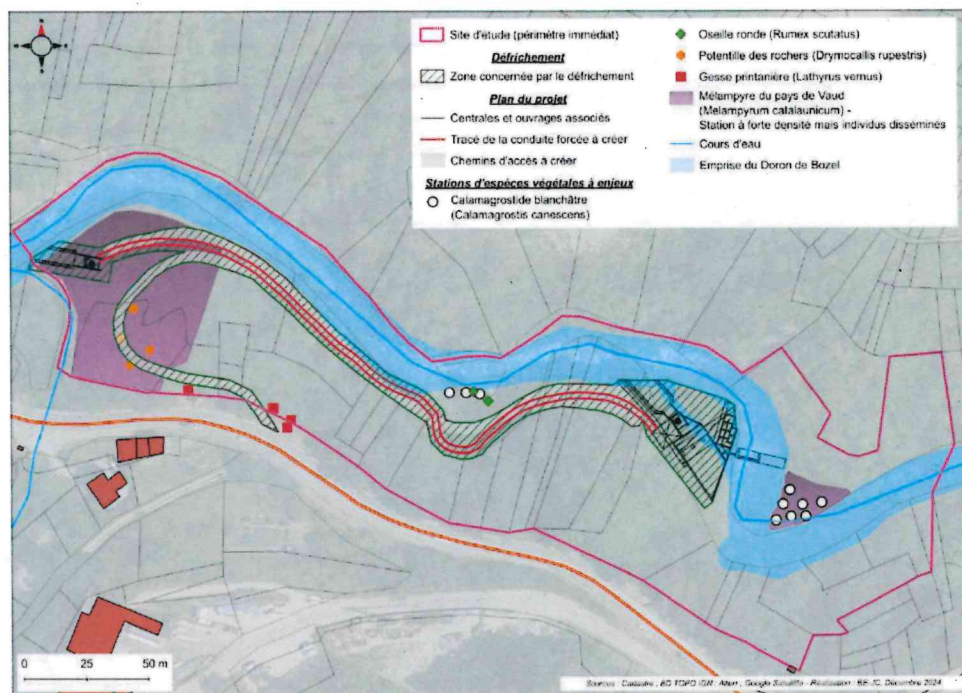 Site d'étude (périmètre immédiat)
Défrichement
Zone concernée par le défrichement
Plan du projet
Centrales et ouvrages associés
Tracé de la conduite forcée à créer
Chemins d'accès à créer
Stations d'espèces végétales à enjeux
Calamagrostide blanchâtre
(Calamagrostis canescens)
Oseille ronde (Rumex scutatus)
Potentille des rochers (Drymocallis rupestris)
Gesse printanière (Lathyrus vernus)
Mélampyre du pays de Vaud
(Melampyrum catalaunicum) -
Station à forte densité mais individus disséminés
Cours d'eau
Emprise du Doron de Bozel
0 25 50 m
Sources : Cadastre ; BD TOPO IGN ; Google Satellite - Réalisation : Décembre 2024